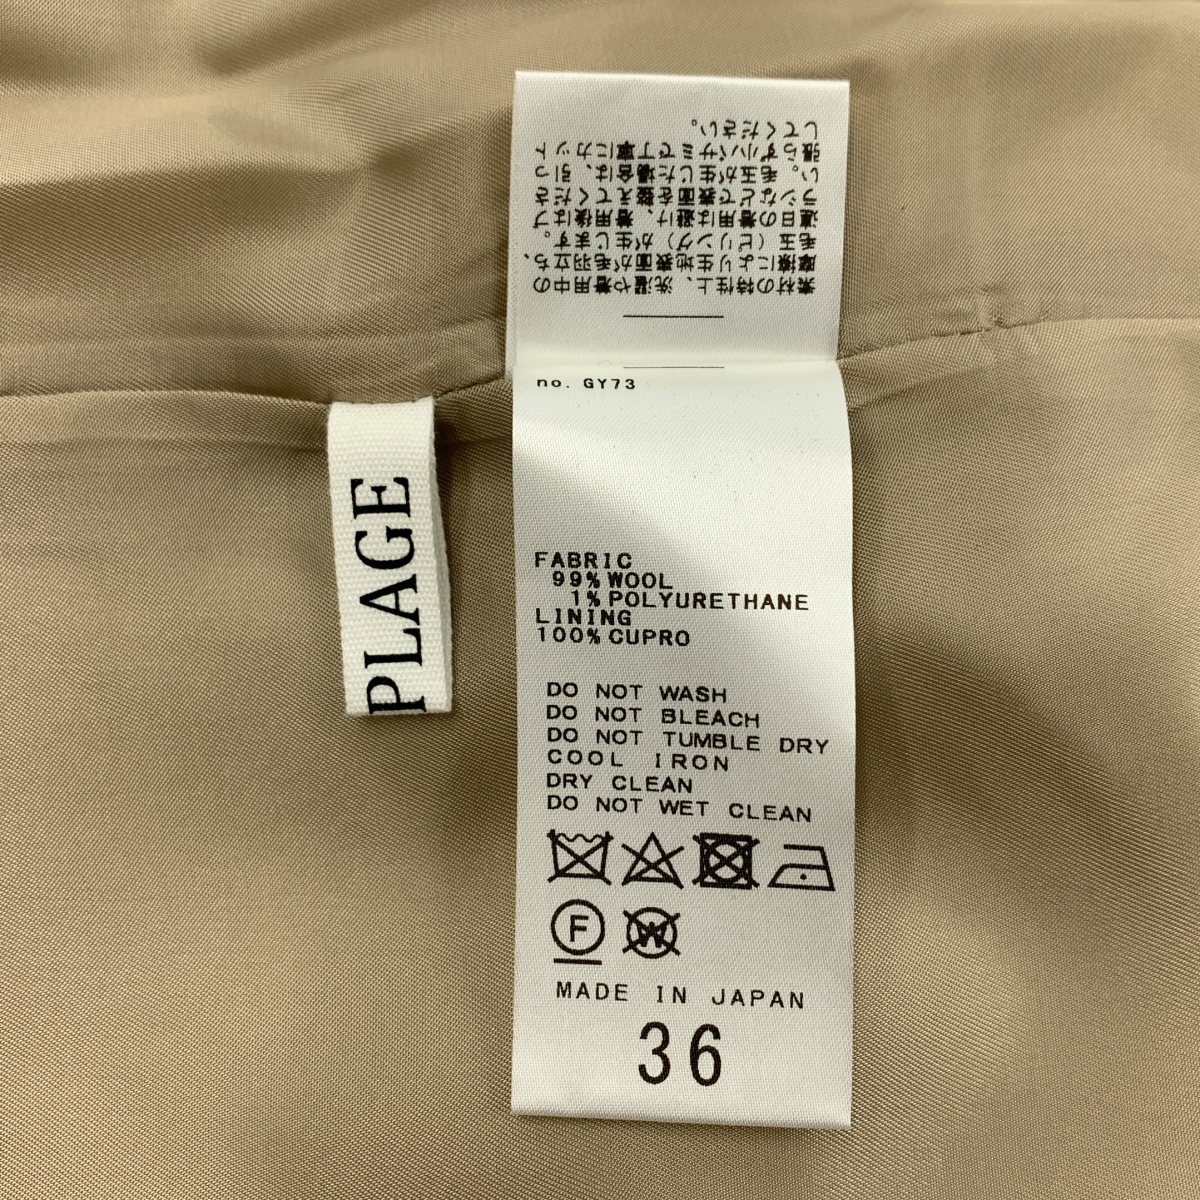 素材の特性上、洗濯や着用中の
摩擦により生地表面が毛羽立ち、
毛玉（ピリング）が生じます。
連日の着用は避け、着用後はブ
ラシなどで表面を整えてくださ
い。毛玉が生じた場合は、引っ
張らず小バサミで丁寧にカット
してください。
no. GY73
FABRIC
99% WOOL
1% POLYURETHANE
LINING
100% CUPRO
DO NOT WASH
DO NOT BLEACH
DO NOT TUMBLE DRY
COOL IRON
DRY CLEAN
DO NOT WET CLEAN
F W
MADE IN JAPAN
36
PLAGE